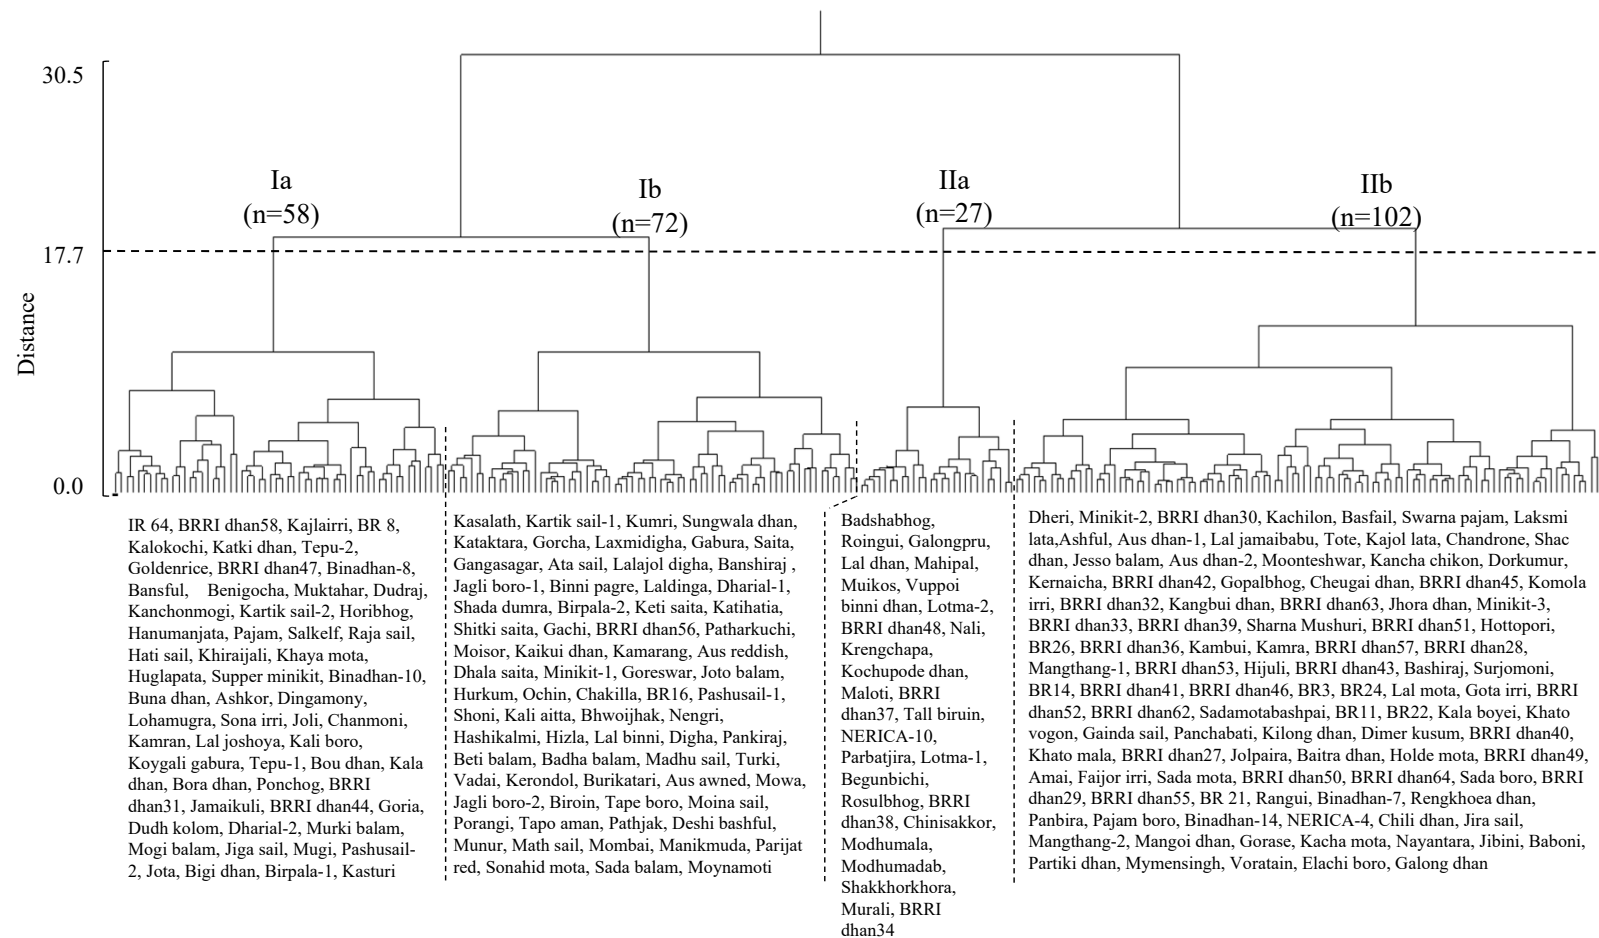 30.5
17.7
0.0
Distance
Ia
(n=58)
Ib
(n=72)
IIa
(n=27)
IIb
(n=102)
IR 64, BRRI dhan58, Kajlairri, BR 8,
Kalokochi, Katki dhan, Tepu-2,
Goldenrice, BRRI dhan47, Binadhan-8,
Bansful, Benigocha, Muktahar, Dudraj,
Kanchonmogi, Kartik sail-2, Horibhog,
Hanumanjata, Pajam, Salkelf, Raja sail,
Hati sail, Khiraijali, Khaya mota,
Huglapata, Supper minikit, Binadhan-10,
Buna dhan, Ashkor, Dingamony,
Lohamugra, Sona irri, Joli, Chanmoni,
Kamran, Lal joshoya, Kali boro,
Koygali gabura, Tepu-1, Bou dhan, Kala
dhan, Bora dhan, Ponchog, BRRI
dhan31, Jamaikuli, BRRI dhan44, Goria,
Dudh kolom, Dharial-2, Murki balam,
Mogi balam, Jiga sail, Mugi, Pashusail-
2, Jota, Bigi dhan, Birpala-1, Kasturi
Kasalath, Kartik sail-1, Kumri, Sungwala dhan,
Kataktara, Gorcha, Laxmidigha, Gabura, Saita,
Gangasagar, Ata sail, Lalajol digha, Banshiraj ,
Jagli boro-1, Binni pagre, Laldinga, Dharial-1,
Shada dumra, Birpala-2, Keti saita, Katihatia,
Shitki saita, Gachi, BRRI dhan56, Patharkuchi,
Moisor, Kaikui dhan, Kamarang, Aus reddish,
Dhala saita, Minikit-1, Goreswar, Joto balam,
Hurkum, Ochin, Chakilla, BR16, Pashusail-1,
Shoni, Kali aitta, Bhwoijhak, Nengri,
Hashikalmi, Hizla, Lal binni, Digha, Pankiraj,
Beti balam, Badha balam, Madhu sail, Turki,
Vadai, Kerondol, Burikatari, Aus awned, Mowa,
Jagli boro-2, Biroin, Tape boro, Moina sail,
Porangi, Tapo aman, Pathjak, Deshi bashful,
Munur, Math sail, Mombai, Manikmuda, Parijat
red, Sonahid mota, Sada balam, Moynamoti
Badshabhog,
Roingui, Galongpru,
Lal dhan, Mahipal,
Muikos, Vuppoi
binni dhan, Lotma-2,
BRRI dhan48, Nali,
Krengchapa,
Kochupode dhan,
Maloti, BRRI
dhan37, Tall biruin,
NERICA-10,
Parbatjira, Lotma-1,
Begunbichi,
Rosulbhog, BRRI
dhan38, Chinisakkor,
Modhumala,
Modhumadab,
Shakkhorkhora,
Murali, BRRI
dhan34
Dheri, Minikit-2, BRRI dhan30, Kachilon, Basfail, Swarna pajam, Laksmi
lata,Ashful, Aus dhan-1, Lal jamaibabu, Tote, Kajol lata, Chandrone, Shac
dhan, Jesso balam, Aus dhan-2, Moonteshwar, Kancha chikon, Dorkumur,
Kernaicha, BRRI dhan42, Gopalbhog, Cheugai dhan, BRRI dhan45, Komola
irri, BRRI dhan32, Kangbui dhan, BRRI dhan63, Jhora dhan, Minikit-3,
BRRI dhan33, BRRI dhan39, Sharna Mushuri, BRRI dhan51, Hottopori,
BR26, BRRI dhan36, Kambui, Kamra, BRRI dhan57, BRRI dhan28,
Mangthang-1, BRRI dhan53, Hijuli, BRRI dhan43, Bashiraj, Surjomoni,
BR14, BRRI dhan41, BRRI dhan46, BR3, BR24, Lal mota, Gota irri, BRRI
dhan52, BRRI dhan62, Sadamotabashpai, BR11, BR22, Kala boyei, Khato
vogon, Gainda sail, Panchabati, Kilong dhan, Dimer kusum, BRRI dhan40,
Khato mala, BRRI dhan27, Jolpaira, Baitra dhan, Holde mota, BRRI dhan49,
Amai, Faijor irri, Sada mota, BRRI dhan50, BRRI dhan64, Sada boro, BRRI
dhan29, BRRI dhan55, BR 21, Rangui, Binadhan-7, Rengkhoea dhan,
Panbira, Pajam boro, Binadhan-14, NERICA-4, Chili dhan, Jira sail,
Mangthang-2, Mangoi dhan, Gorase, Kacha mota, Nayantara, Jibini, Baboni,
Partiki dhan, Mymensingh, Voratain, Elachi boro, Galong dhan